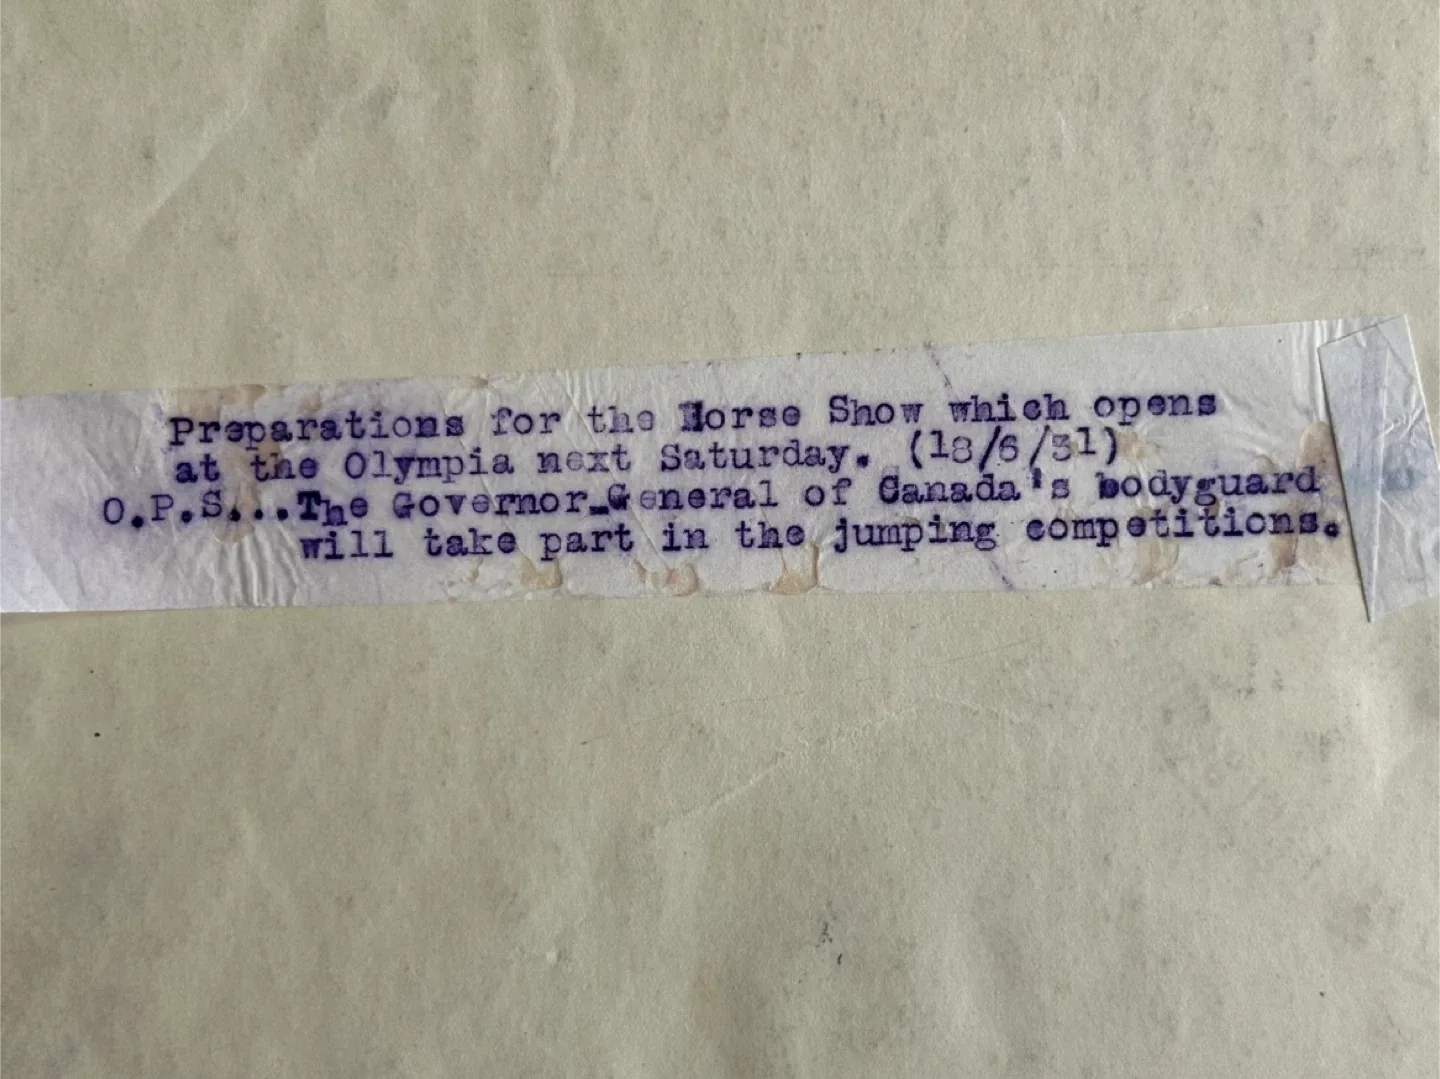 Preparations for the Horse Show which opens
at the Olympia next Saturday. (18/6/31)
O.P.S...The Governor-General of Canada's bodyguard
will take part in the jumping competitions.